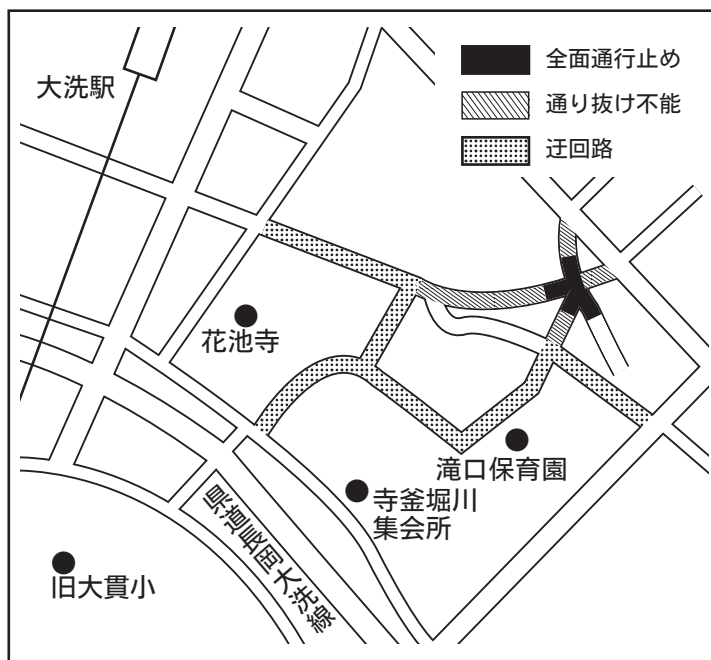 大洗駅
全面通行止め
通り抜け不能
迂回路
花池寺
滝口保育園
寺釜堀川
集会所
県道長岡大洗線
旧大貫小